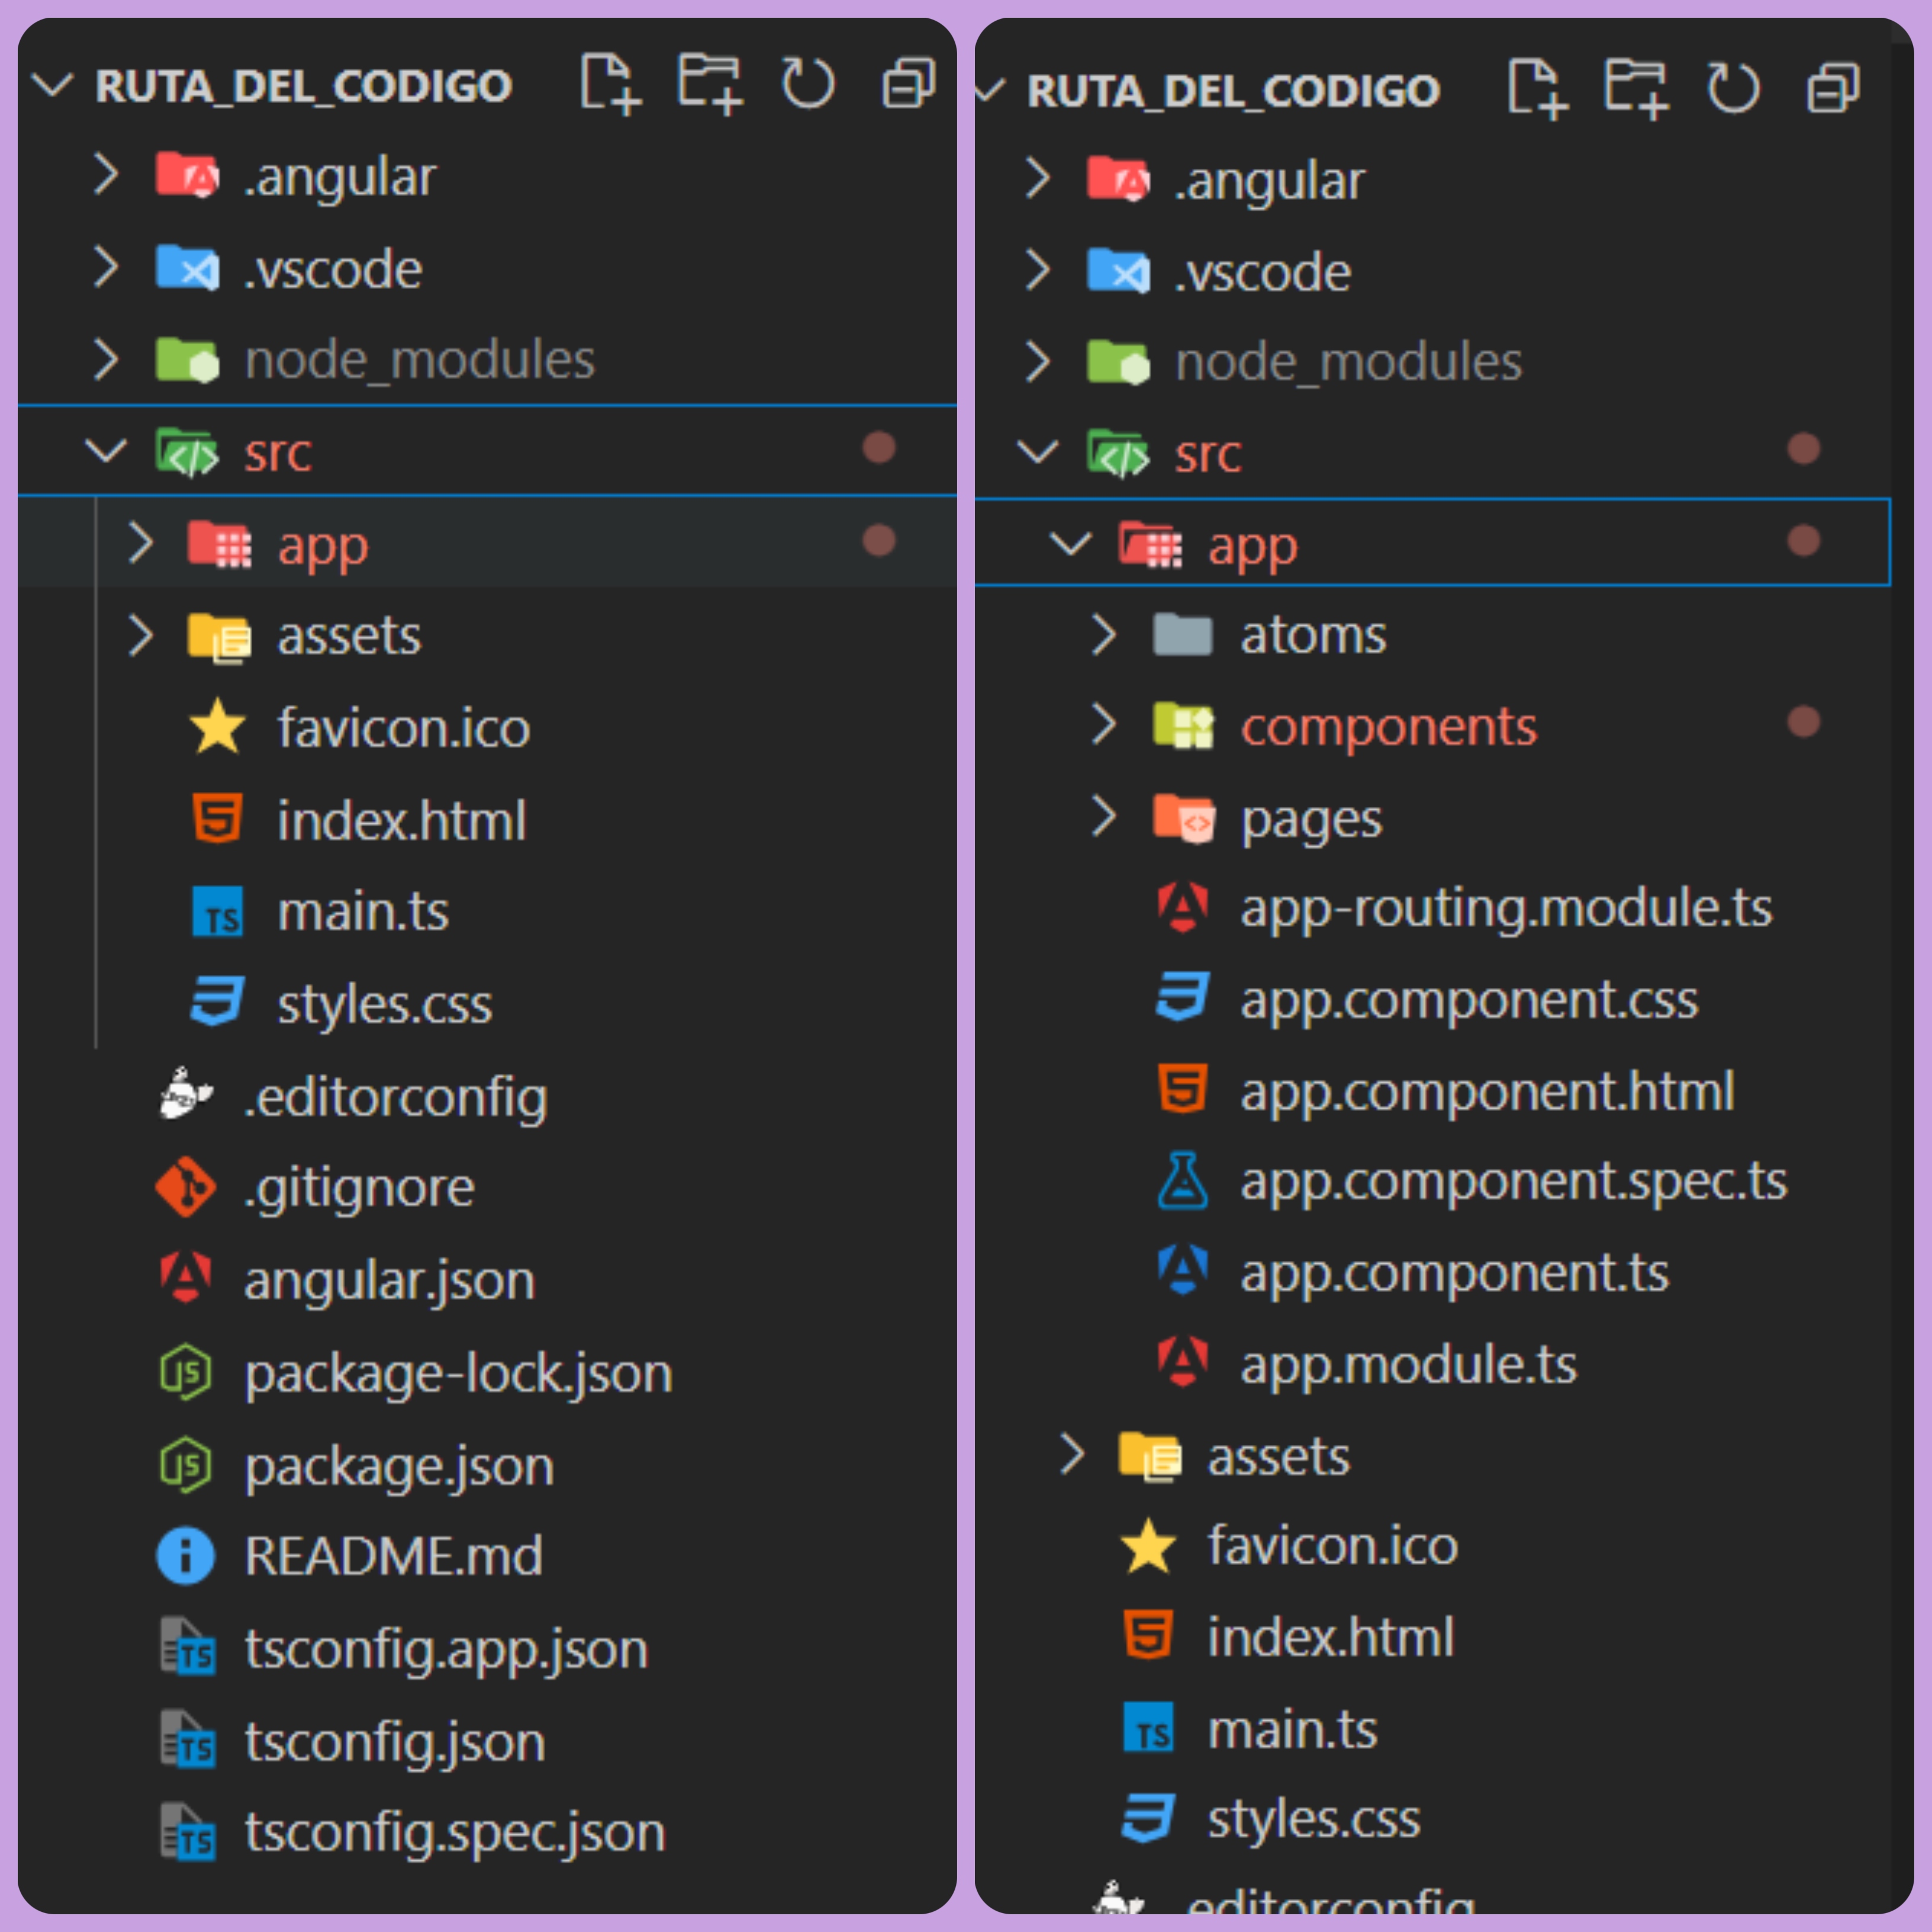 RUTA_DEL_CODIGO
.angular
.vscode
node_modules
src
app
assets
favicon.ico
index.html
main.ts
styles.css
.editorconfig
.gitignore
angular.json
package-lock.json
package.json
README.md
tsconfig.app.json
tsconfig.json
tsconfig.spec.json
RUTA_DEL_CODIGO
.angular
.vscode
node_modules
src
app
atoms
components
pages
app-routing.module.ts
app.component.css
app.component.html
app.component.spec.ts
app.component.ts
app.module.ts
assets
favicon.ico
index.html
main.ts
styles.css
editorconfig